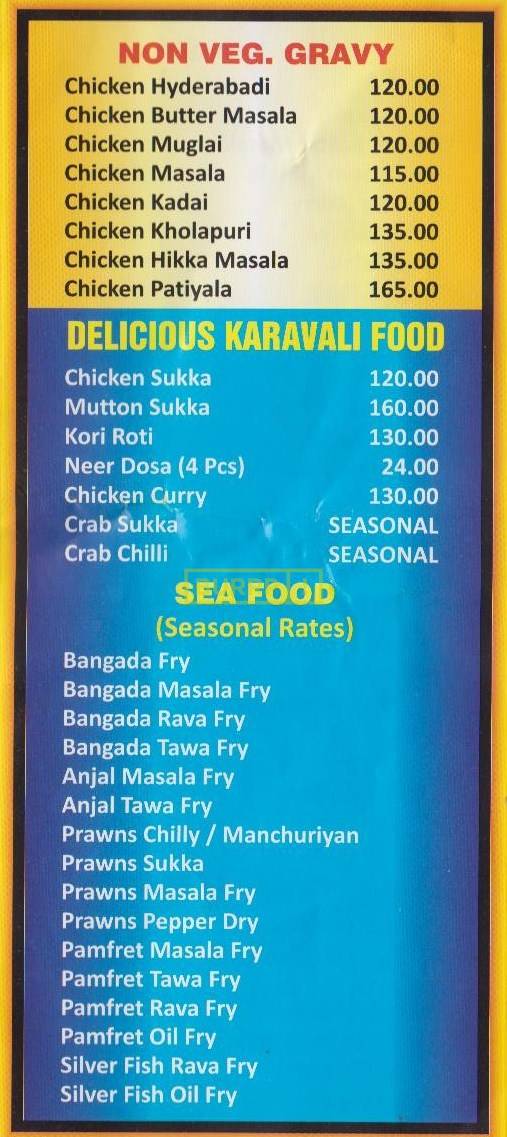 NON VEG. GRAVY
Chicken Hyderabadi 120.00
Chicken Butter Masala 120.00
Chicken Muglai 120.00
Chicken Masala 115.00
Chicken Kadai 120.00
Chicken Kholapuri 135.00
Chicken Hikka Masala 135.00
Chicken Patiyala 165.00
DELICIOUS KARAVALI FOOD
Chicken Sukka 120.00
Mutton Sukka 160.00
Kori Roti 130.00
Neer Dosa (4 Pcs) 24.00
Chicken Curry 130.00
Crab Sukka SEASONAL
Crab Chilli SEASONAL
SEA FOOD
(Seasonal Rates)
Bangada Fry
Bangada Masala Fry
Bangada Rava Fry
Bangada Tawa Fry
Anjal Masala Fry
Anjal Tawa Fry
Prawns Chilly / Manchuriyan
Prawns Sukka
Prawns Masala Fry
Prawns Pepper Dry
Pamfret Masala Fry
Pamfret Tawa Fry
Pamfret Rava Fry
Pamfret Oil Fry
Silver Fish Rava Fry
Silver Fish Oil Fry